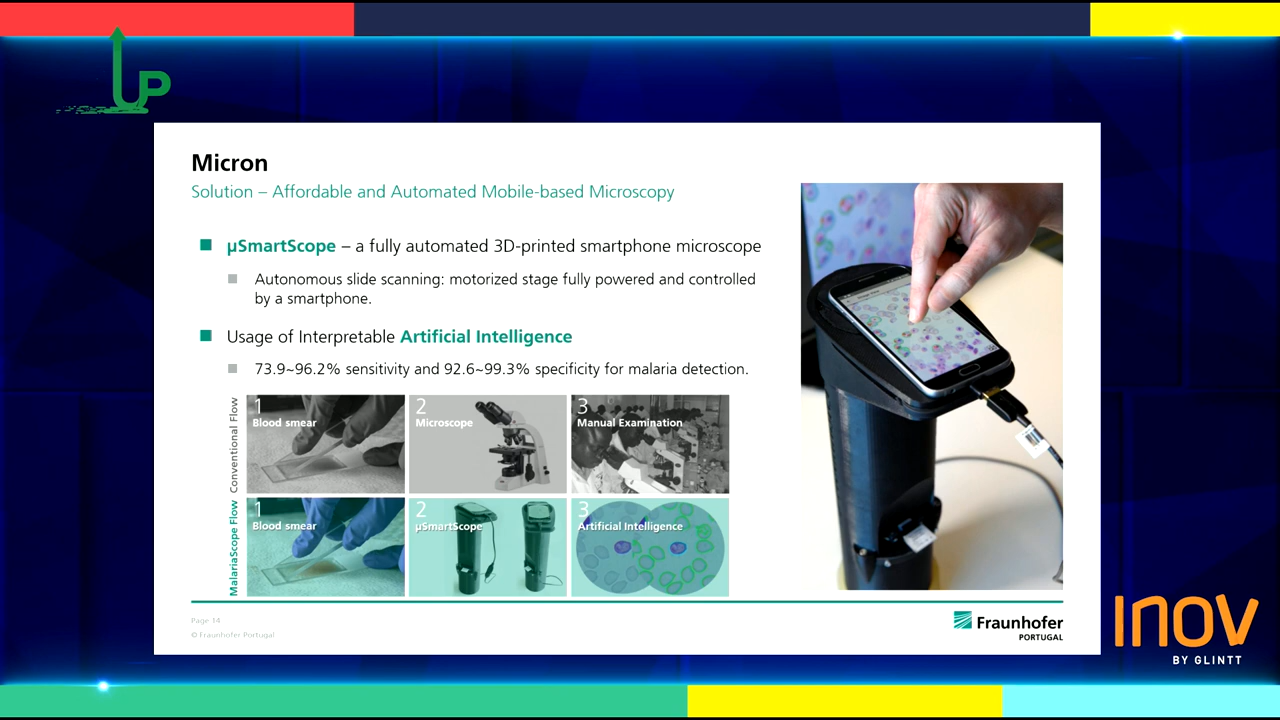 UP
Micron
Solution – Affordable and Automated Mobile-based Microscopy
µSmartScope – a fully automated 3D-printed smartphone microscope
Autonomous slide scanning: motorized stage fully powered and controlled
by a smartphone.
Usage of Interpretable Artificial Intelligence
73.9~96.2% sensitivity and 92.6~99.3% specificity for malaria detection.
Conventional Flow
1
Blood smear
2
Microscope
3
Manual Examination
MalariaScope Flow
1
Blood smear
2
µSmartScope
3
Artificial Intelligence
Page 14
© Fraunhofer Portugal
Fraunhofer
PORTUGAL
INOV
BY GLINTT